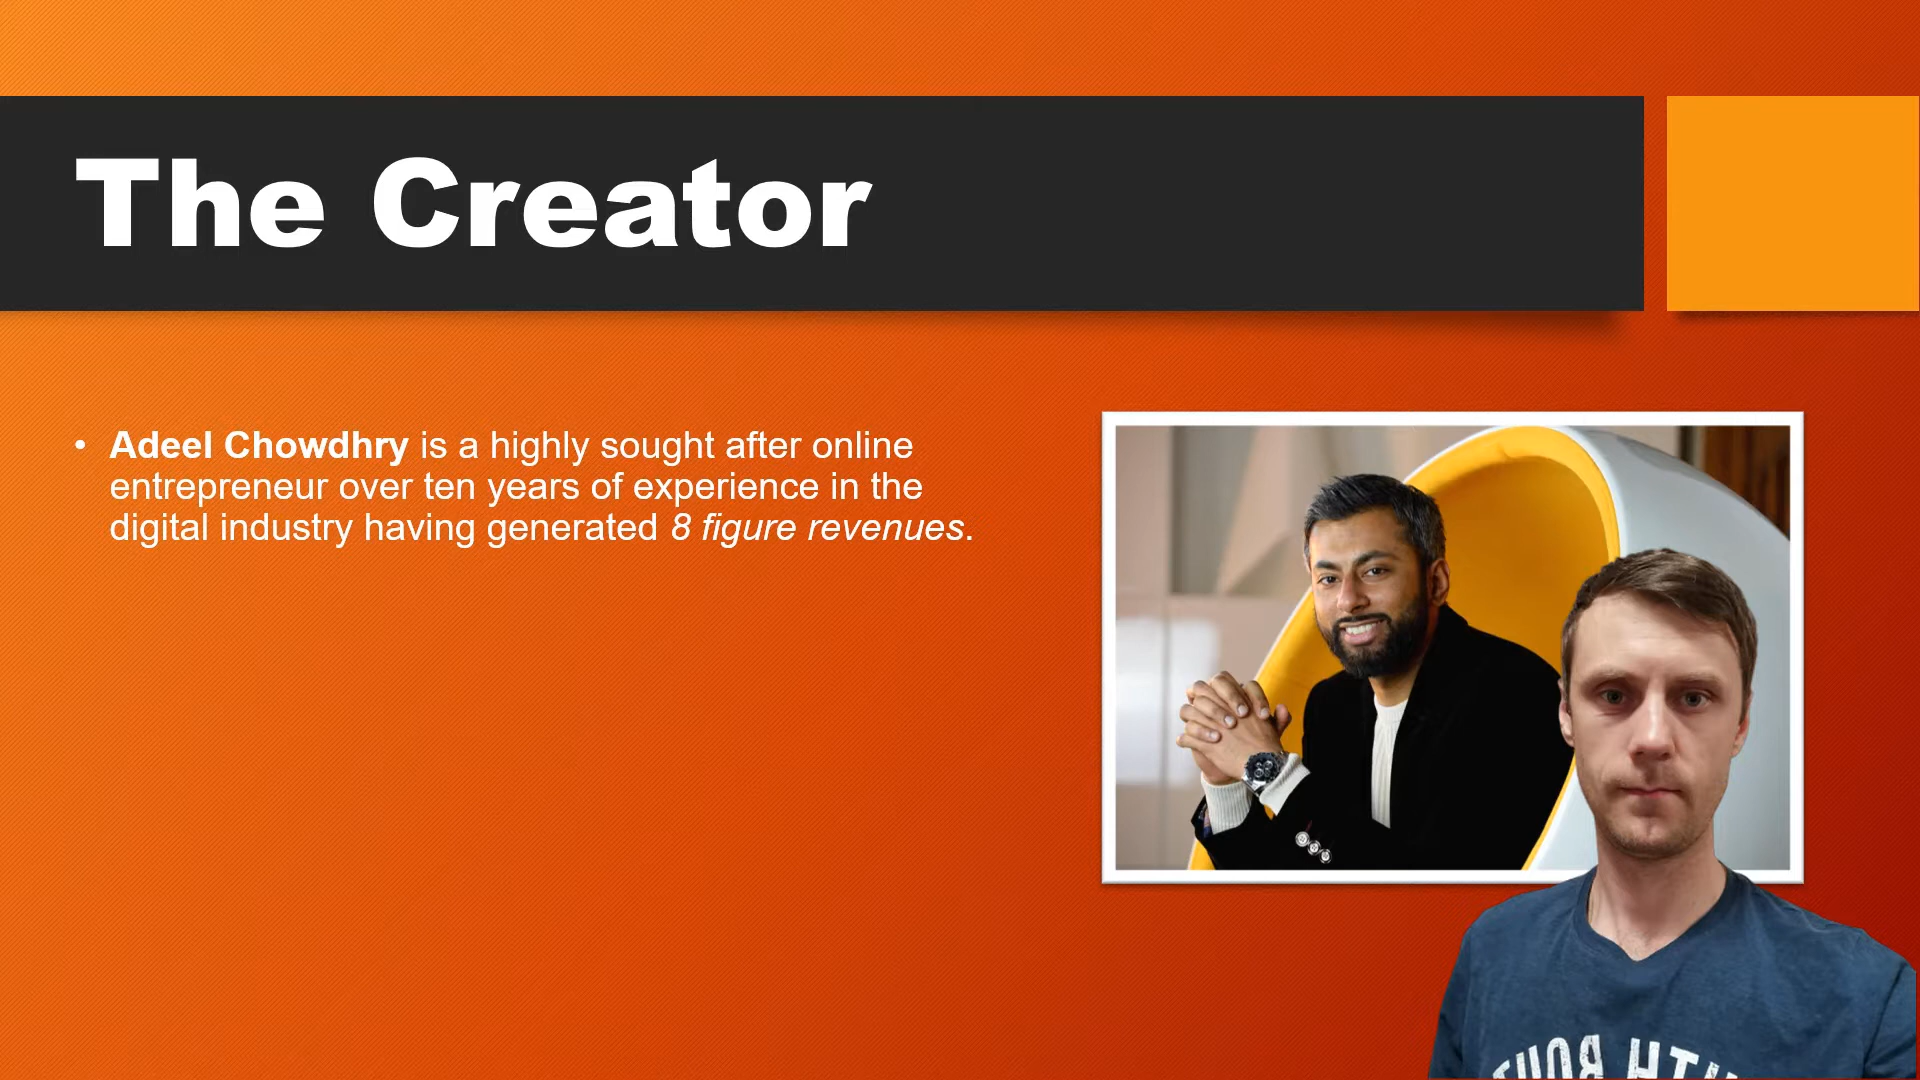 The Creator
• Adeel Chowdhry is a highly sought after online
entrepreneur over ten years of experience in the
digital industry having generated 8 figure revenues.